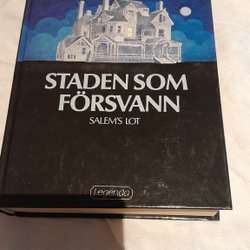 STADEN SOM
FÖRSVANN
SALEM'S LOT
Legenda